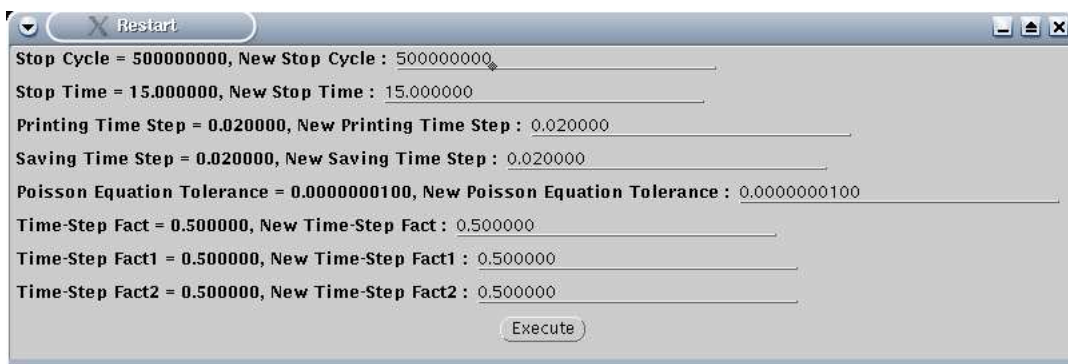 Restart
Stop Cycle = 500000000, New Stop Cycle : 500000000
Stop Time = 15.000000, New Stop Time : 15.000000
Printing Time Step = 0.020000, New Printing Time Step : 0.020000
Saving Time Step = 0.020000, New Saving Time Step : 0.020000
Poisson Equation Tolerance = 0.0000000100, New Poisson Equation Tolerance : 0.0000000100
Time-Step Fact = 0.500000, New Time-Step Fact : 0.500000
Time-Step Fact1 = 0.500000, New Time-Step Fact1 : 0.500000
Time-Step Fact2 = 0.500000, New Time-Step Fact2 : 0.500000
Execute